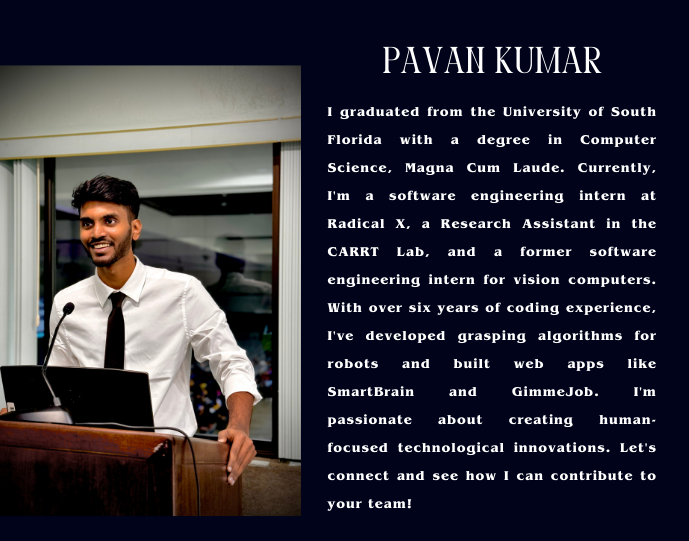 PAVAN KUMAR
I graduated from the University of South
Florida with a degree in Computer
Science, Magna Cum Laude. Currently,
I'm a software engineering intern at
Radical X, a Research Assistant in the
CARRT Lab, and a former software
engineering intern for vision computers.
With over six years of coding experience,
I've developed grasping algorithms for
robots and built web apps like
SmartBrain and GimmeJob. I'm
passionate about creating human-
focused technological innovations. Let's
connect and see how I can contribute to
your team!